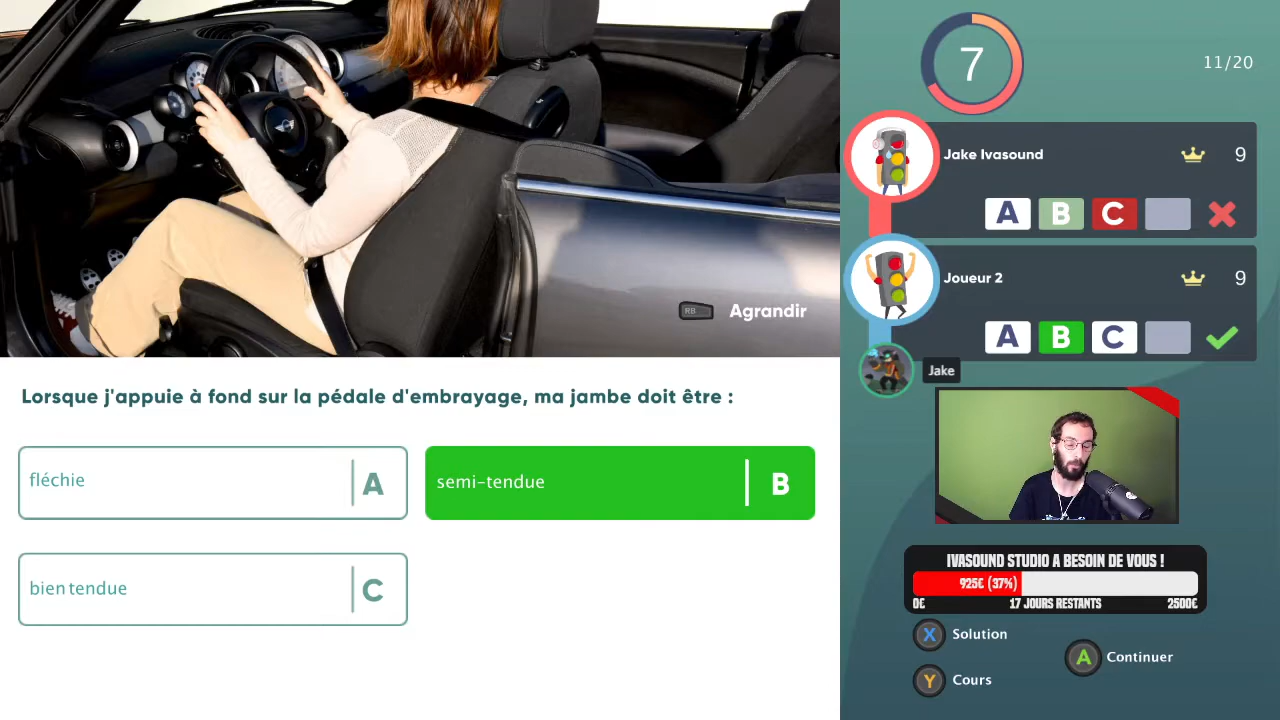 7
11/20
Jake Ivasound
9
A B C
Joueur 2
9
A B C
Jake
RB Agrandir
Lorsque j'appuie à fond sur la pédale d'embrayage, ma jambe doit être :
fléchie A
semi-tendue B
bien tendue C
IVASOUND STUDIO A BESOIN DE VOUS !
925€ (37%)
0€ 17 JOURS RESTANTS 2500€
X Solution
A Continuer
Y Cours